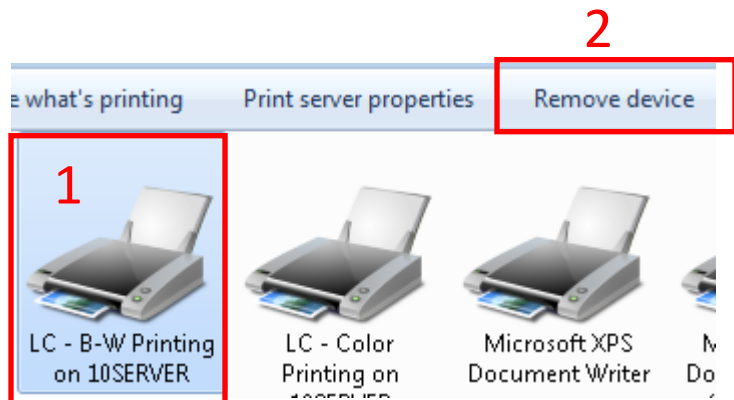 2
e what's printing Print server properties Remove device
1
LC - B-W Printing
on 10SERVER
LC - Color
Printing on
Microsoft XPS
Document Writer
Do